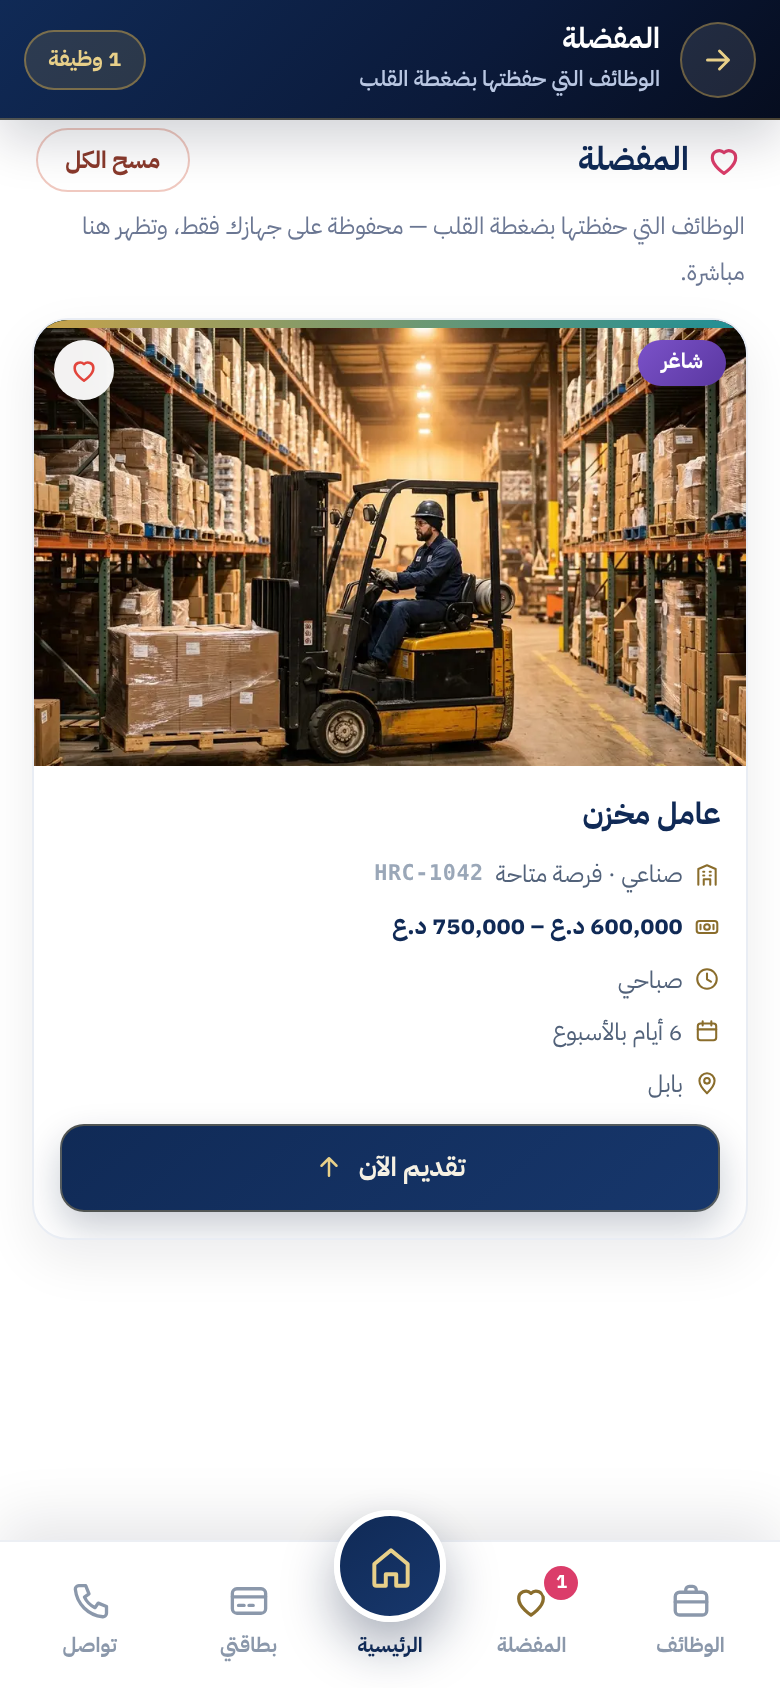 المفضلة
الوظائف التي حفظتها بضغطة القلب
1 وظيفة
المفضلة
مسح الكل
الوظائف التي حفظتها بضغطة القلب — محفوظة على جهازك فقط، وتظهر هنا
مباشرة.
شاغر
عامل مخزن
صناعي · فرصة متاحة HRC-1042
600,000 د.ع – 750,000 د.ع
صباحي
6 أيام بالأسبوع
بابل
تقديم الآن
الوظائف
1
المفضلة
الرئيسية
بطاقتي
تواصل